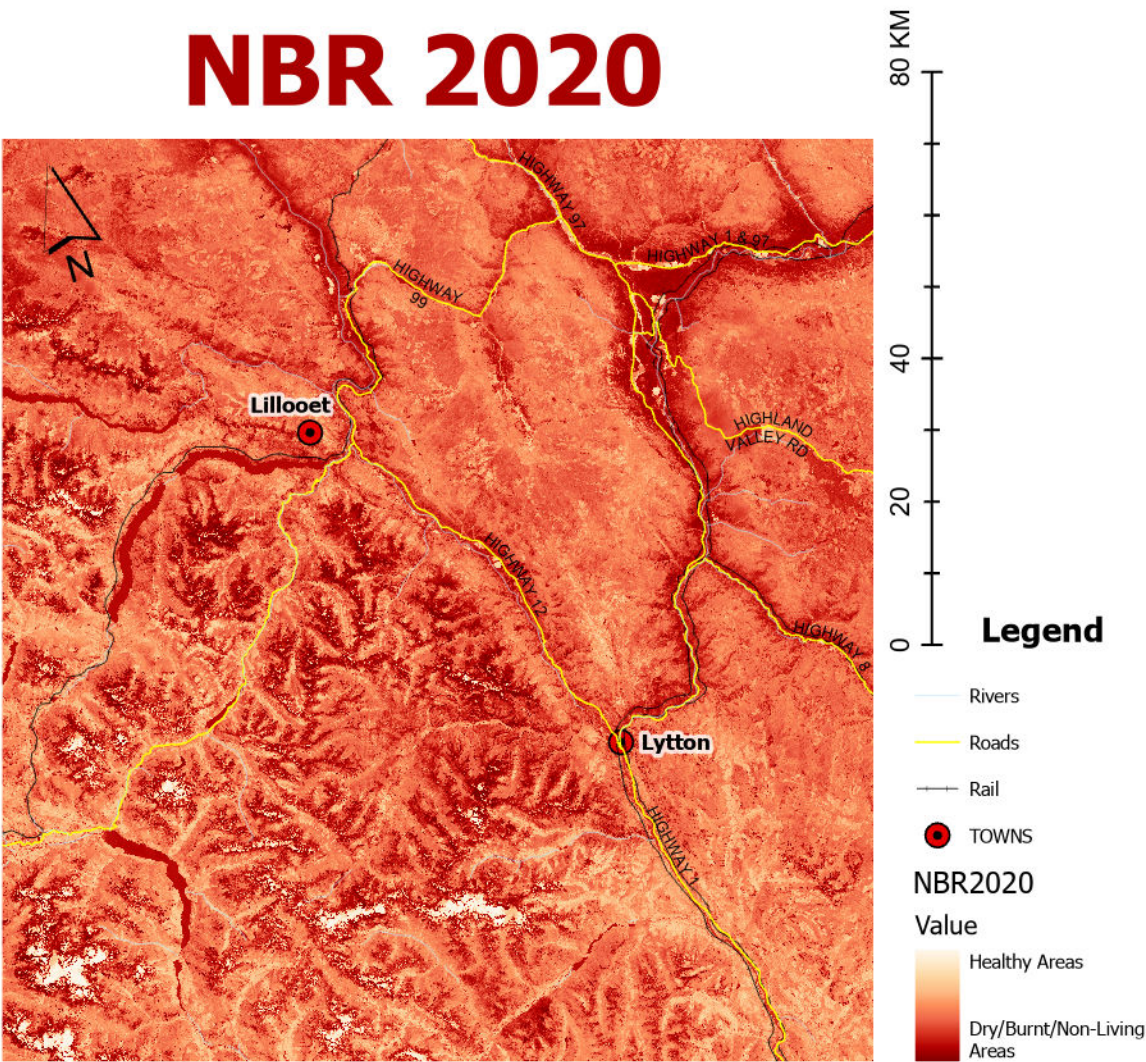 NBR 2020
80 KM
40
20
0
N
HIGHWAY 97
HIGHWAY 1 & 97
HIGHWAY
99
Lillooet
HIGHLAND
VALLEY RD
HIGHWAY 12
HIGHWAY 8
Lytton
HIGHWAY 1
Legend
Rivers
Roads
Rail
TOWNS
NBR2020
Value
Healthy Areas
Dry/Burnt/Non-Living
Areas